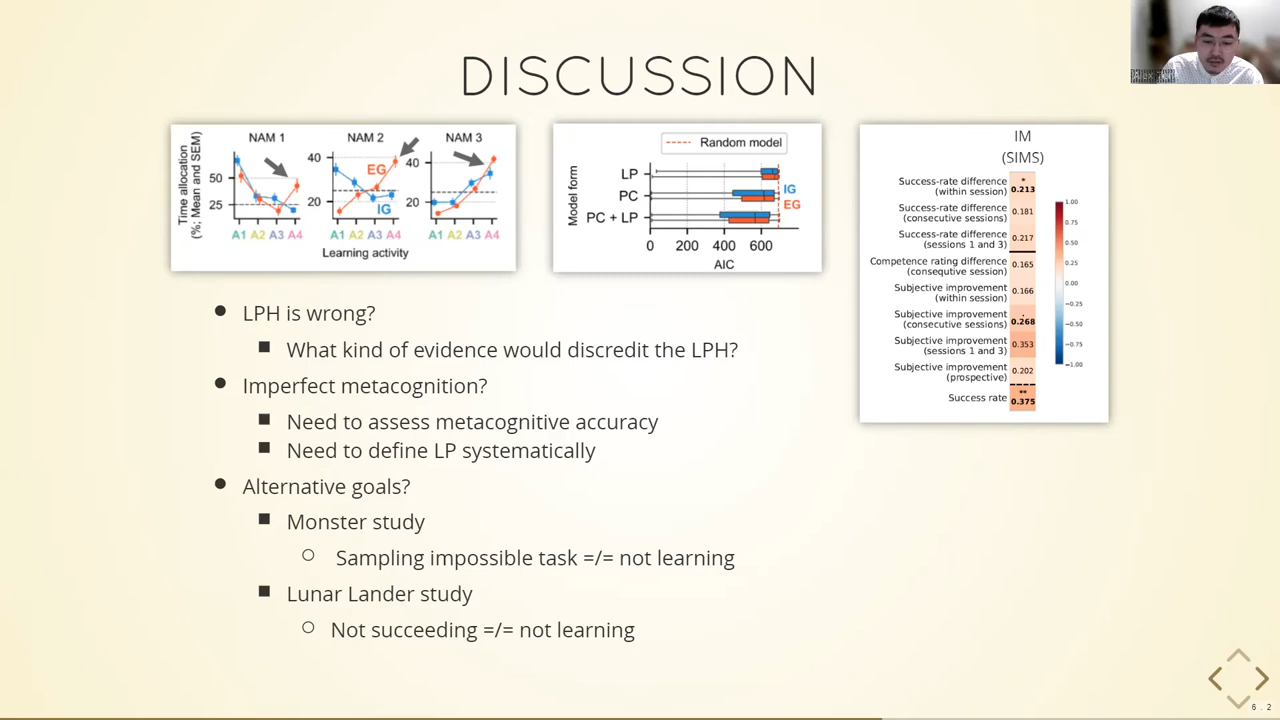 DISCUSSION
Time allocation
(%; Mean and SEM)
NAM 1
NAM 2
NAM 3
50
25
40
20
40
20
EG
IG
A1 A2 A3 A4
A1 A2 A3 A4
A1 A2 A3 A4
Learning activity
Random model
Model form
LP
PC
PC + LP
IG
EG
0 200 400 600
AIC
IM
(SIMS)
Success-rate difference
(within session)
*
0.213
Success-rate difference
(consecutive sessions)
0.181
Success-rate difference
(sessions 1 and 3)
0.217
Competence rating difference
(consequtive session)
0.165
Subjective improvement
(within session)
0.166
Subjective improvement
(consecutive sessions)
0.268
Subjective improvement
(sessions 1 and 3)
0.353
Subjective improvement
(prospective)
0.202
Success rate
**
0.375
1.00
0.75
0.50
0.25
0.00
−0.25
−0.50
−0.75
−1.00
● LPH is wrong?
■ What kind of evidence would discredit the LPH?
● Imperfect metacognition?
■ Need to assess metacognitive accuracy
■ Need to define LP systematically
● Alternative goals?
■ Monster study
○ Sampling impossible task =/= not learning
■ Lunar Lander study
○ Not succeeding =/= not learning
6 . 2